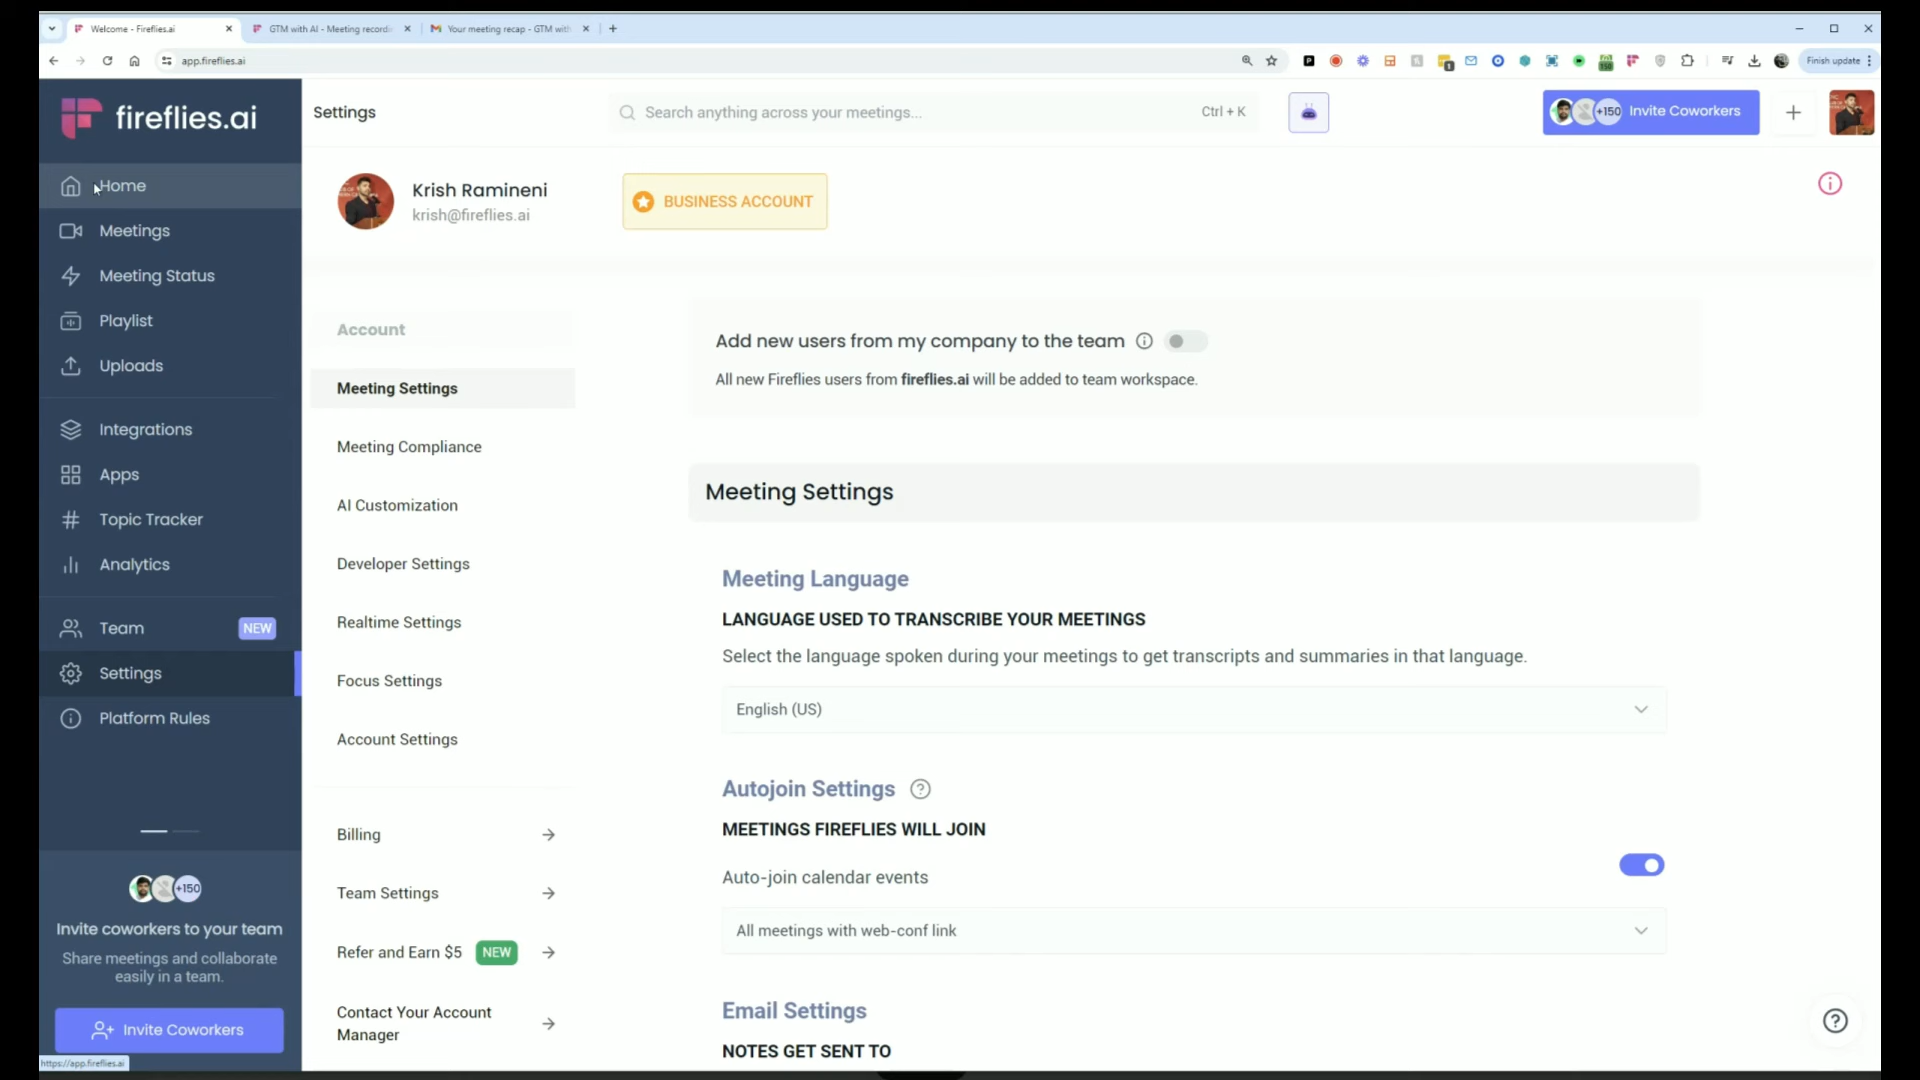 Welcome - Fireflies.ai
GTM with AI - Meeting recordi
Your meeting recap - GTM with
app.fireflies.ai
Finish update
fireflies.ai
Settings
Search anything across your meetings...
Ctrl + K
+150
Invite Coworkers
Home
Meetings
Meeting Status
Playlist
Uploads
Integrations
Apps
Topic Tracker
Analytics
Team
NEW
Settings
Platform Rules
+150
Invite coworkers to your team
Share meetings and collaborate
easily in a team.
Invite Coworkers
https://app.fireflies.ai
Krish Ramineni
krish@fireflies.ai
BUSINESS ACCOUNT
Account
Meeting Settings
Meeting Compliance
AI Customization
Developer Settings
Realtime Settings
Focus Settings
Account Settings
Billing
Team Settings
Refer and Earn $5
NEW
Contact Your Account
Manager
Add new users from my company to the team
All new Fireflies users from fireflies.ai will be added to team workspace.
Meeting Settings
Meeting Language
LANGUAGE USED TO TRANSCRIBE YOUR MEETINGS
Select the language spoken during your meetings to get transcripts and summaries in that language.
English (US)
Autojoin Settings
MEETINGS FIREFLIES WILL JOIN
Auto-join calendar events
All meetings with web-conf link
Email Settings
NOTES GET SENT TO